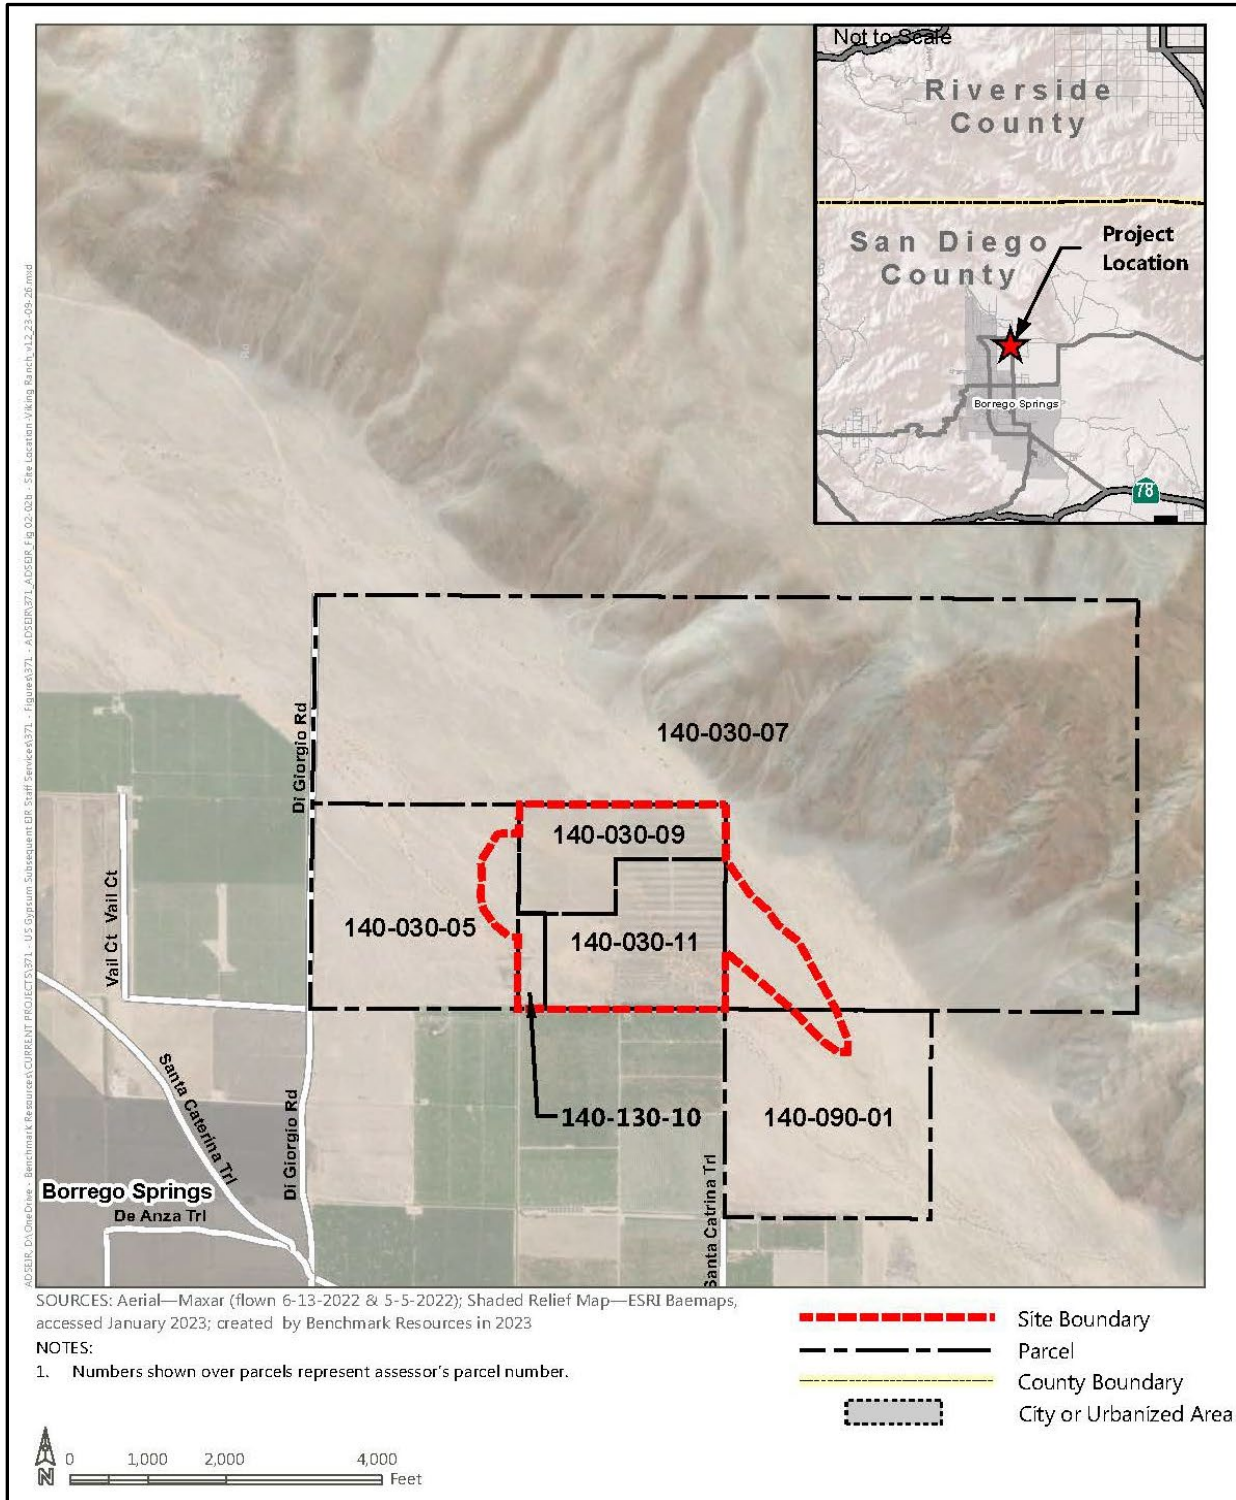 Not to Scale
Riverside
County
San Diego
County
Project
Location
Borrego Springs
78
Rd
140-030-07
Di Giorgio Rd
140-030-09
140-030-05
140-030-11
Vail Ct Vail Ct
Santa Caterina Trl
Di Giorgio Rd
140-130-10
140-090-01
Santa Catrina Trl
Borrego Springs
De Anza Trl
SOURCES: Aerial—Maxar (flown 6-13-2022 & 5-5-2022); Shaded Relief Map—ESRI Baemaps,
accessed January 2023; created by Benchmark Resources in 2023
NOTES:
1. Numbers shown over parcels represent assessor's parcel number.
Site Boundary
Parcel
County Boundary
City or Urbanized Area
N
0 1,000 2,000 4,000
Feet